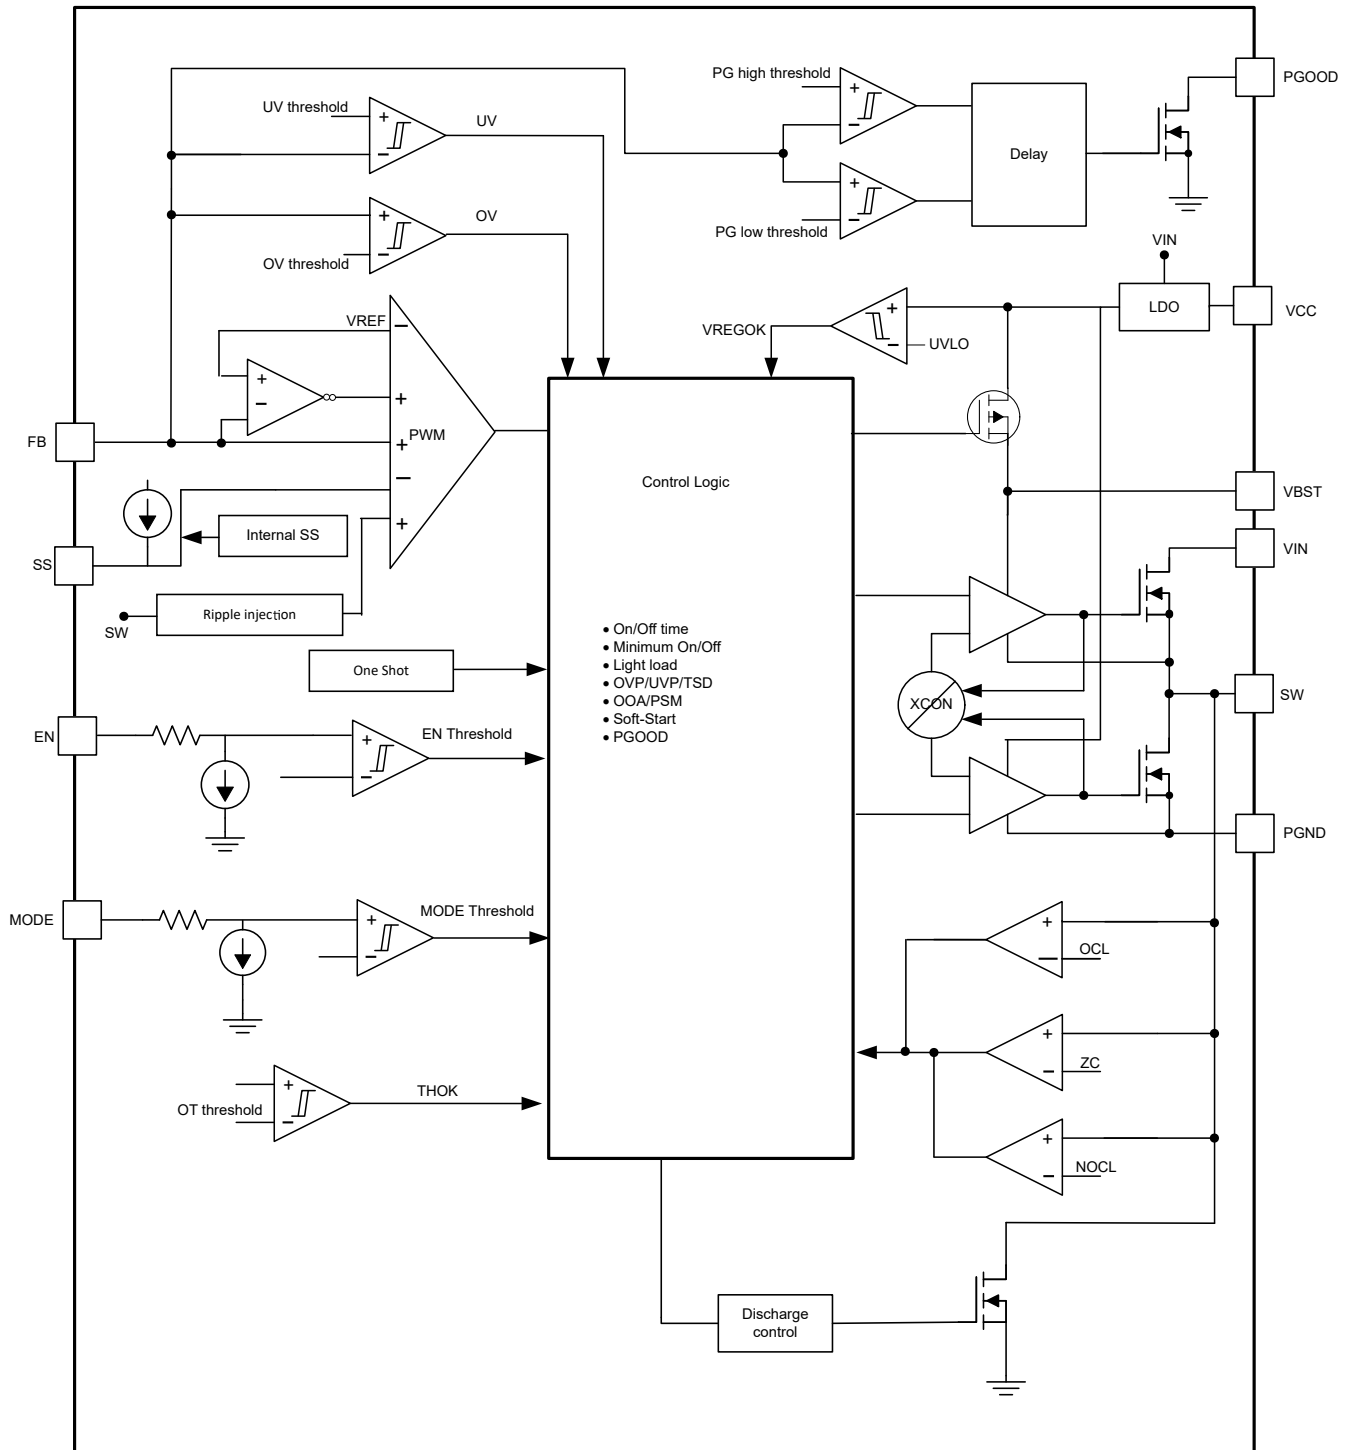 PG high threshold
PGOOD
UV threshold
UV
Delay
OV
PG low threshold
OV threshold
VIN
LDO
VCC
VREF
VREGOK
UVLO
FB
PWM
Control Logic
VBST
Internal SS
VIN
SS
Ripple injection
SW
• On/Off time
• Minimum On/Off
• Light load
• OVP/UVP/TSD
• OOA/PSM
• Soft-Start
• PGOOD
One Shot
XCON
SW
EN
EN Threshold
PGND
MODE
MODE Threshold
OCL
ZC
THOK
OT threshold
NOCL
Discharge
control